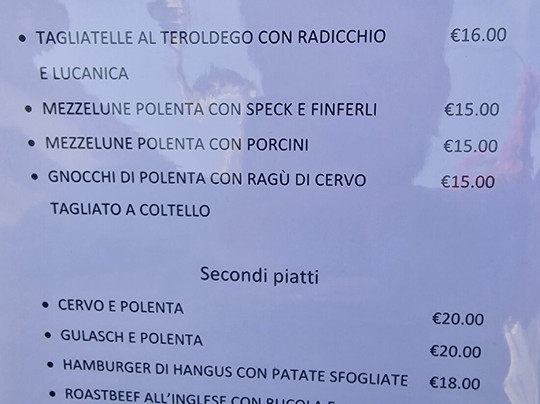 • TAGLIATELLE AL TEROLDEGO CON RADICCHIO €16.00
E LUCANICA
• MEZZELUNE POLENTA CON SPECK E FINFERLI €15.00
• MEZZELUNE POLENTA CON PORCINI €15.00
• GNOCCHI DI POLENTA CON RAGÙ DI CERVO €15.00
TAGLIATO A COLTELLO
Secondi piatti
• CERVO E POLENTA €20.00
• GULASCH E POLENTA €20.00
• HAMBURGER DI HANGUS CON PATATE SFOGLIATE €18.00
• ROASTBEEF ALL'INGLESE CON RUCOLA E